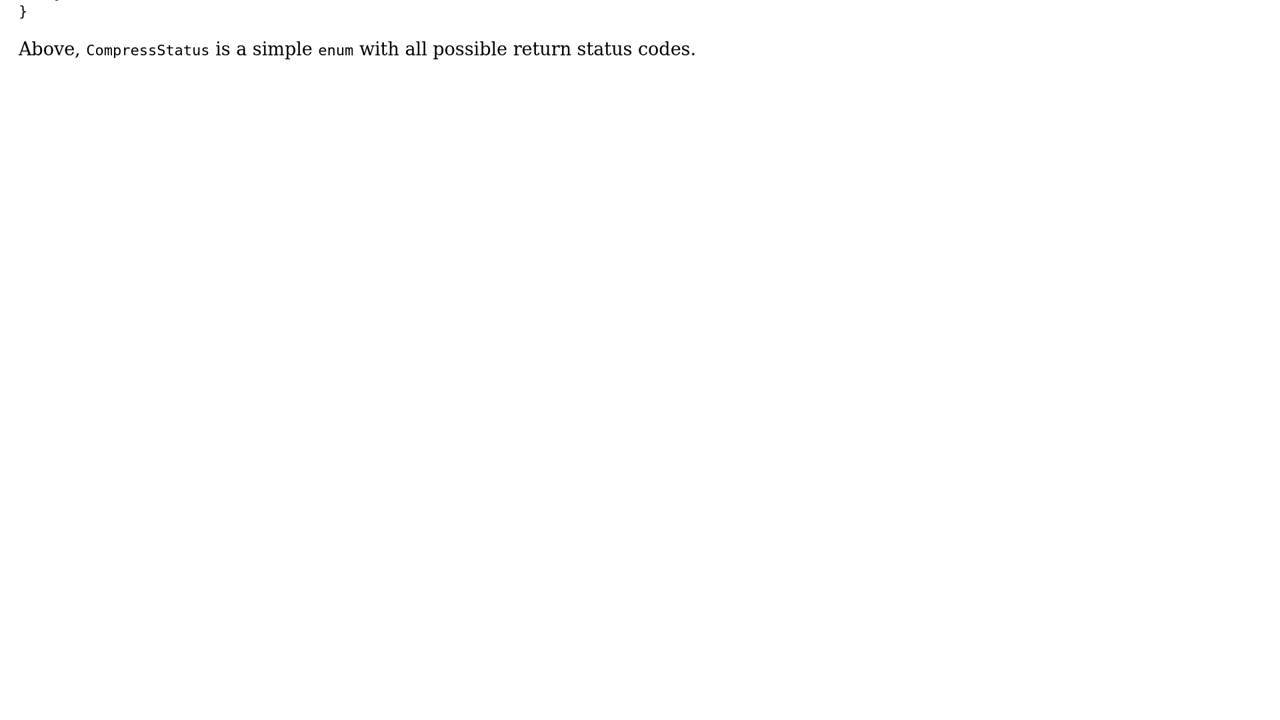 }
Above, CompressStatus is a simple enum with all possible return status codes.